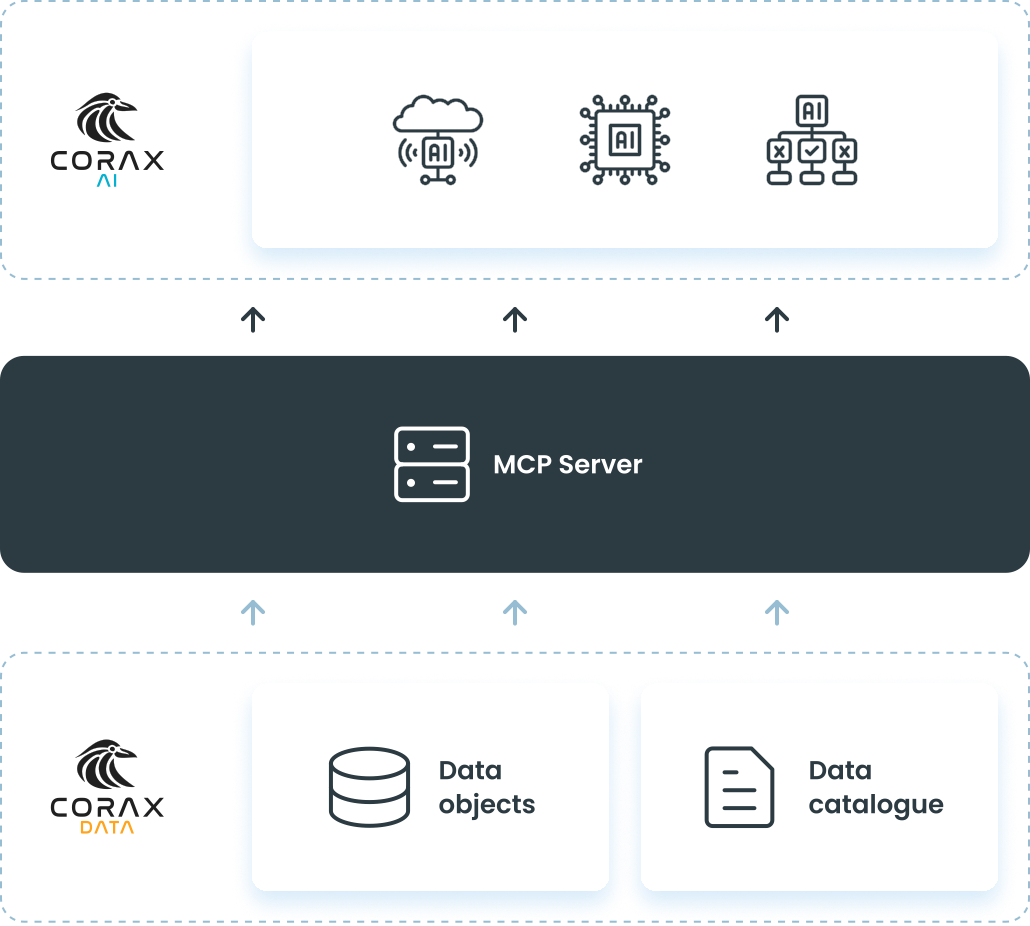 CORAX
AI
AI
AI
AI
MCP Server
CORAX
DATA
Data
objects
Data
catalogue